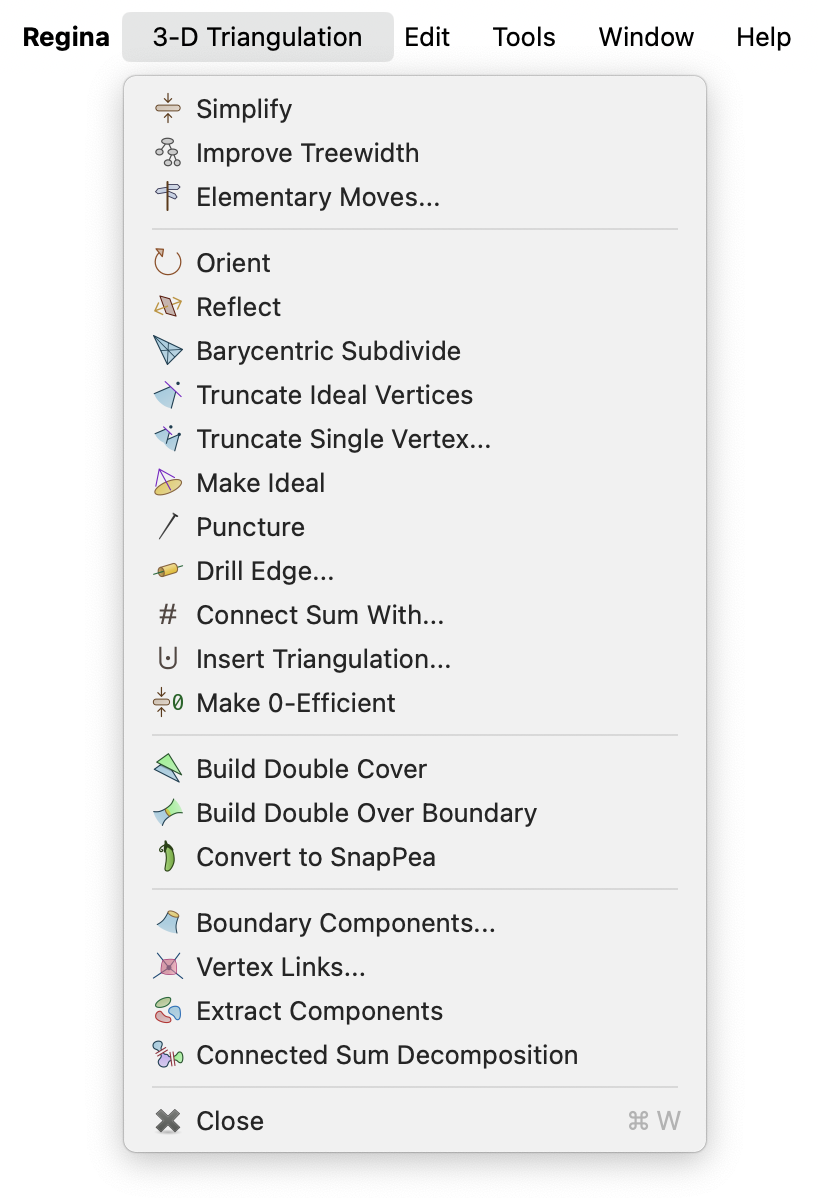 Regina 3-D Triangulation Edit Tools Window Help
Simplify
Improve Treewidth
Elementary Moves...
Orient
Reflect
Barycentric Subdivide
Truncate Ideal Vertices
Truncate Single Vertex...
Make Ideal
Puncture
Drill Edge...
# Connect Sum With...
Insert Triangulation...
0 Make 0-Efficient
Build Double Cover
Build Double Over Boundary
Convert to SnapPea
Boundary Components...
Vertex Links...
Extract Components
Connected Sum Decomposition
Close ⌘ W